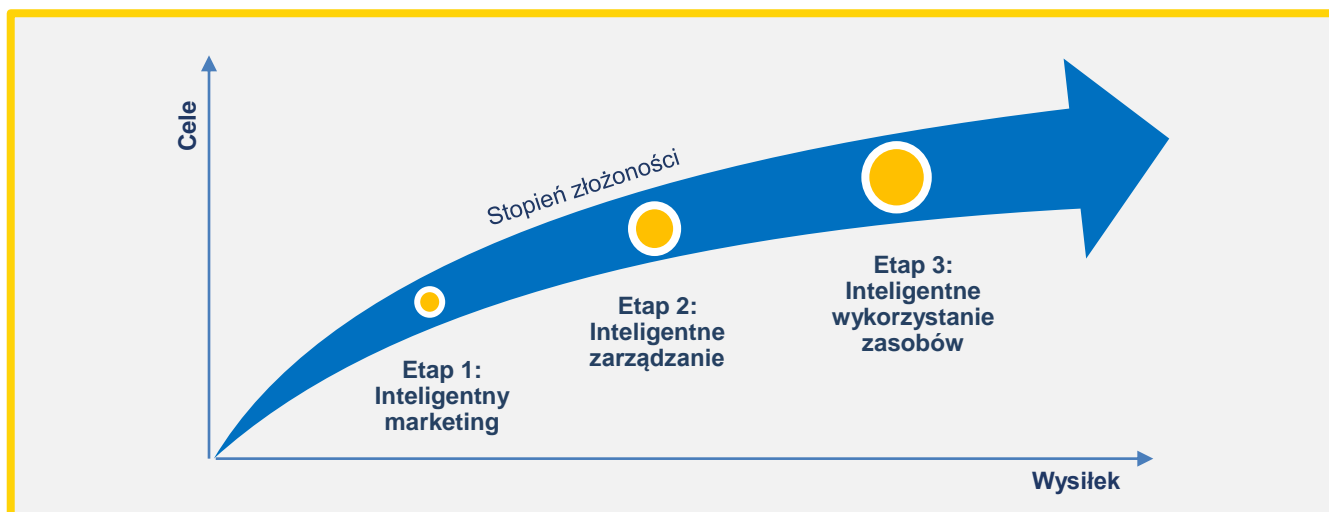 Cele
Stopień złożoności
Etap 1:
Inteligentny
marketing
Etap 2:
Inteligentne
zarządzanie
Etap 3:
Inteligentne
wykorzystanie
zasobów
Wysiłek